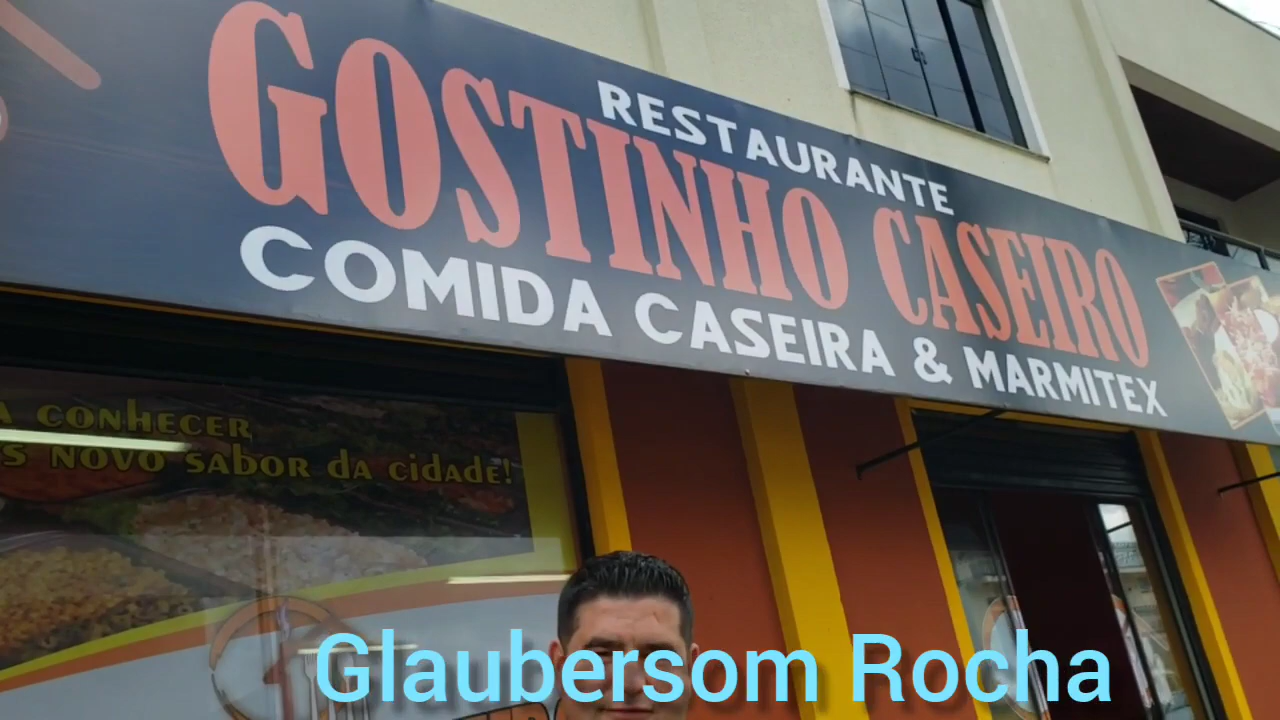 RESTAURANTE
GOSTINHO CASEIRO
COMIDA CASEIRA & MARMITEX
A CONHECER
S NOVO SABOR DA CIDADE!
Glaubersom Rocha